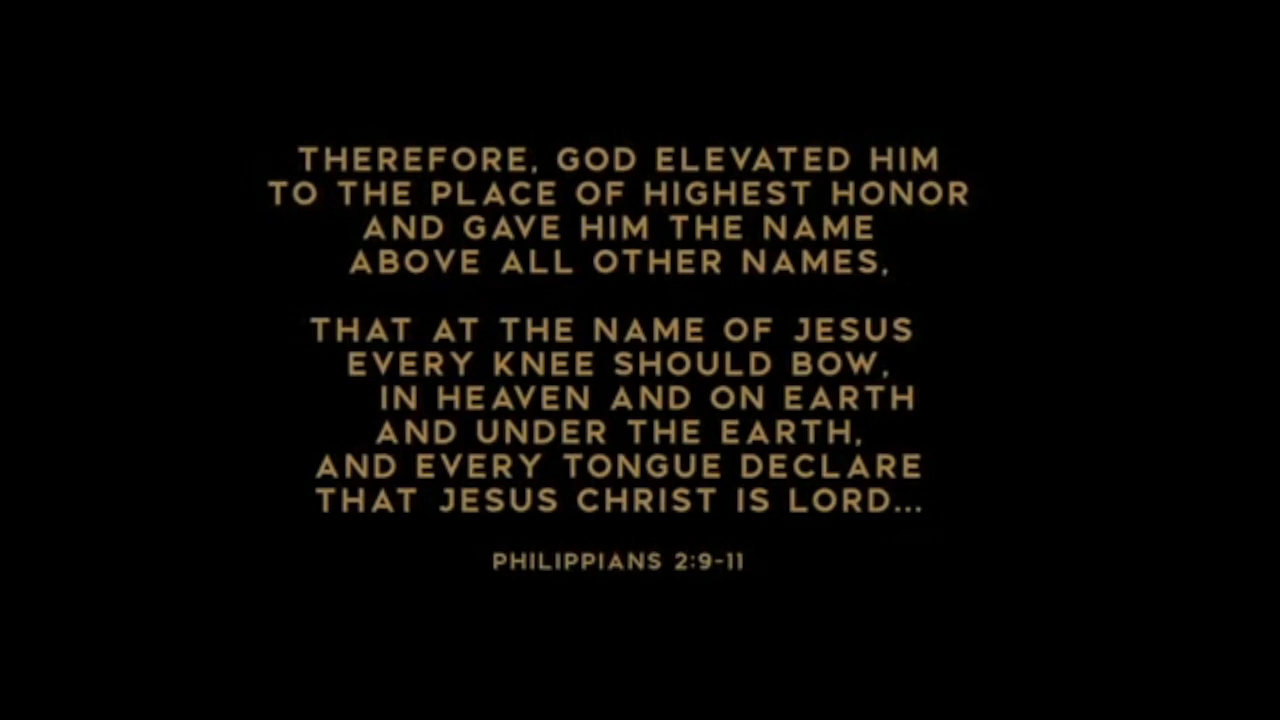 THEREFORE, GOD ELEVATED HIM
TO THE PLACE OF HIGHEST HONOR
AND GAVE HIM THE NAME
ABOVE ALL OTHER NAMES,
THAT AT THE NAME OF JESUS
EVERY KNEE SHOULD BOW,
IN HEAVEN AND ON EARTH
AND UNDER THE EARTH,
AND EVERY TONGUE DECLARE
THAT JESUS CHRIST IS LORD...
PHILIPPIANS 2:9-11